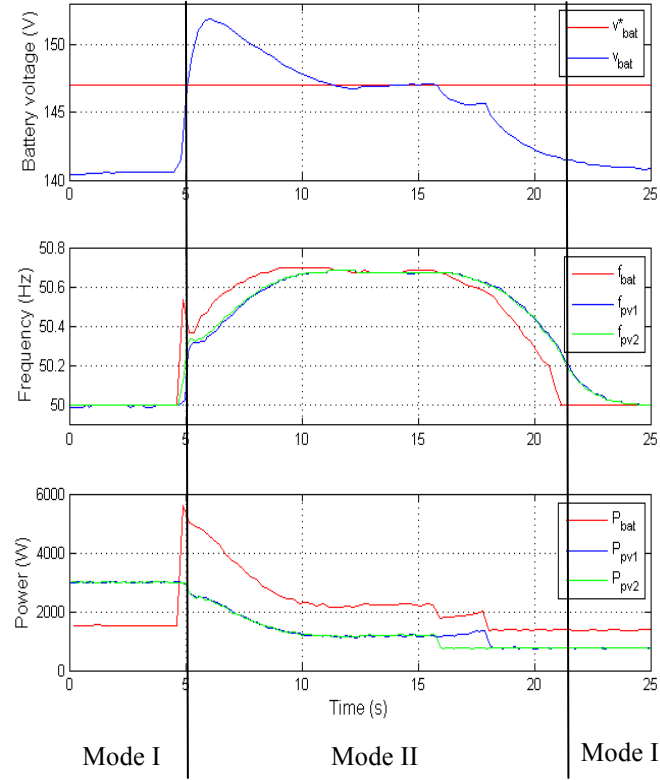 Battery voltage (V)
150
145
140
0 5 10 15 20 25
v*bat
vbat
Frequency (Hz)
50.8
50.6
50.4
50.2
50
0 5 10 15 20 25
fbat
fpv1
fpv2
Power (W)
6000
4000
2000
0
0 5 10 15 20 25
Pbat
Ppv1
Ppv2
Time (s)
Mode I Mode II Mode I